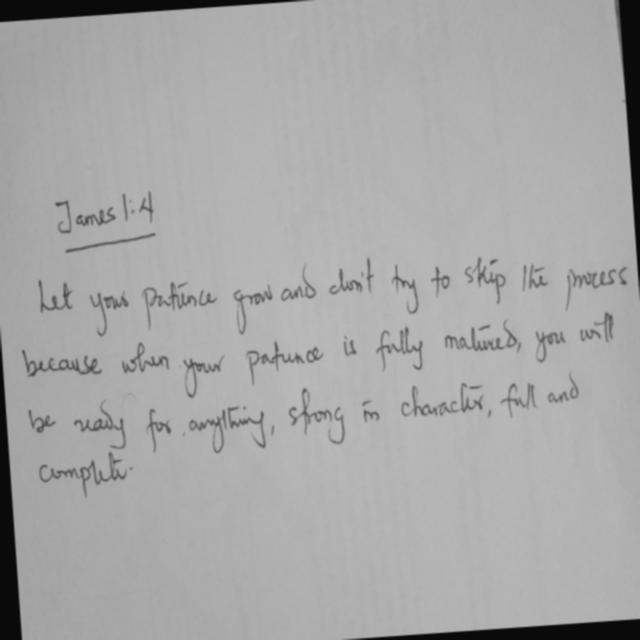 James 1:4
Let your patience grow and don't try to skip the process
because when your patience is fully matured, you will
be ready for anything, strong in character, full and
complete.